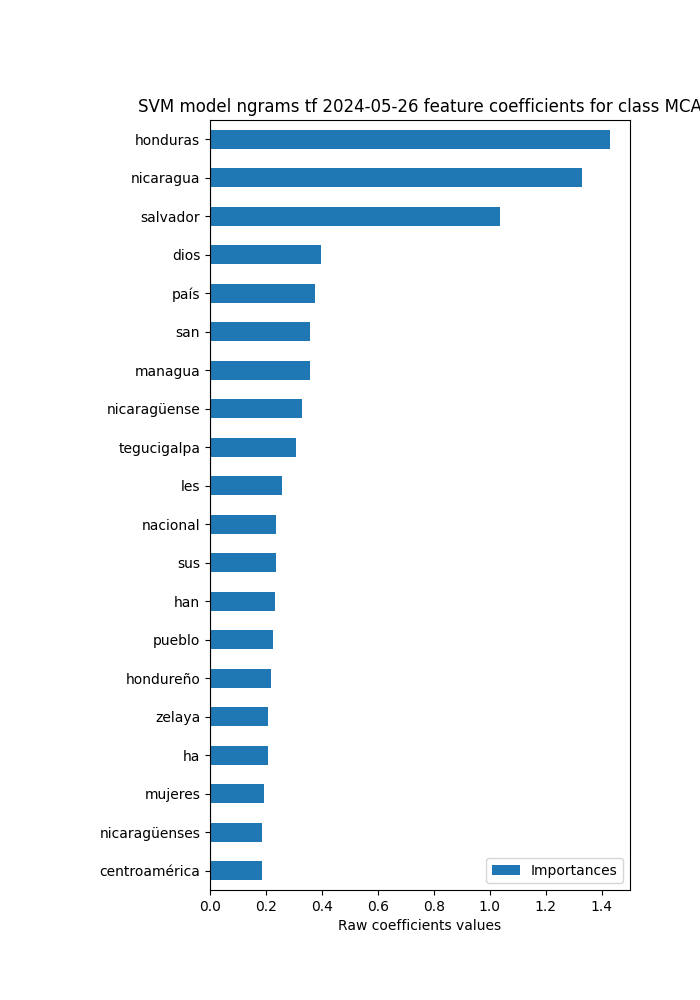 SVM model ngrams tf 2024-05-26 feature coefficients for class MCA
honduras
nicaragua
salvador
dios
país
san
managua
nicaragüense
tegucigalpa
les
nacional
sus
han
pueblo
hondureño
zelaya
ha
mujeres
nicaragüenses
centroamérica
Importances
0.0 0.2 0.4 0.6 0.8 1.0 1.2 1.4
Raw coefficients values